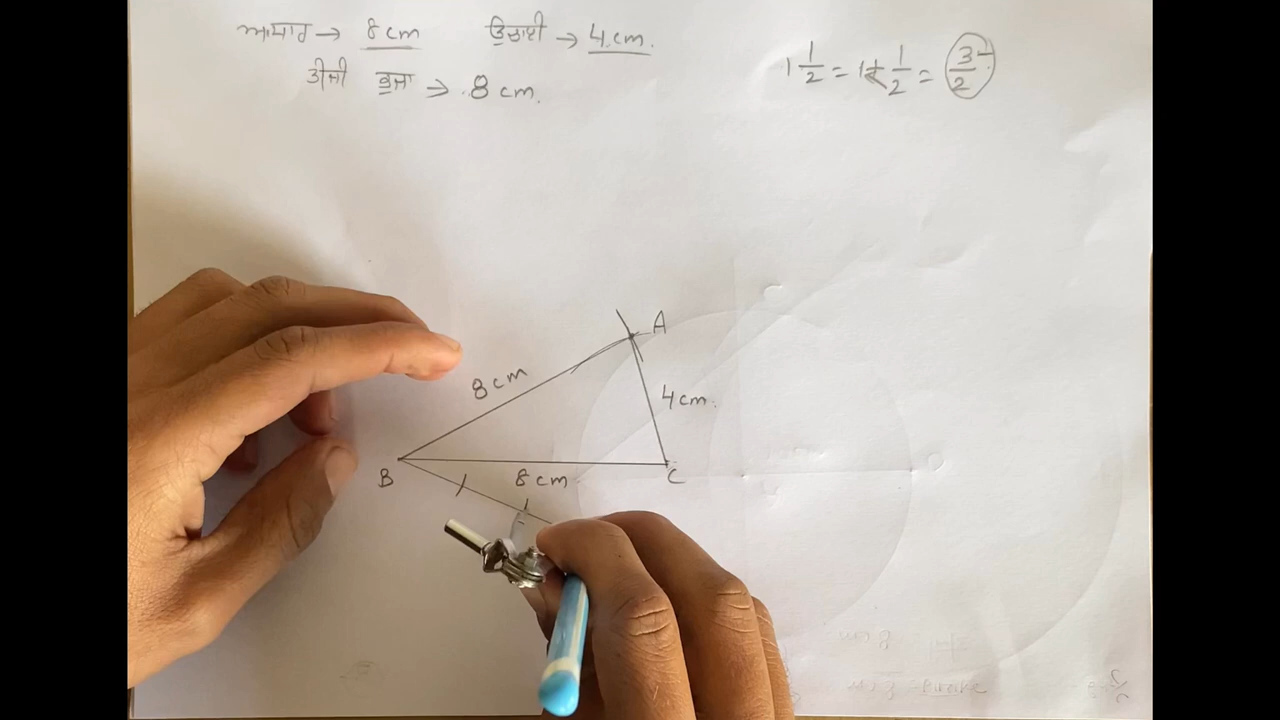 ਆਧਾਰ → 8 cm ਉਚਾਈ → 4 cm.
ਤੀਜੀ ਭੁਜਾ → 8 cm.
1 1/2 = 1 + 1/2 = 3/2
A
8 cm
4 cm.
B
8 cm
C